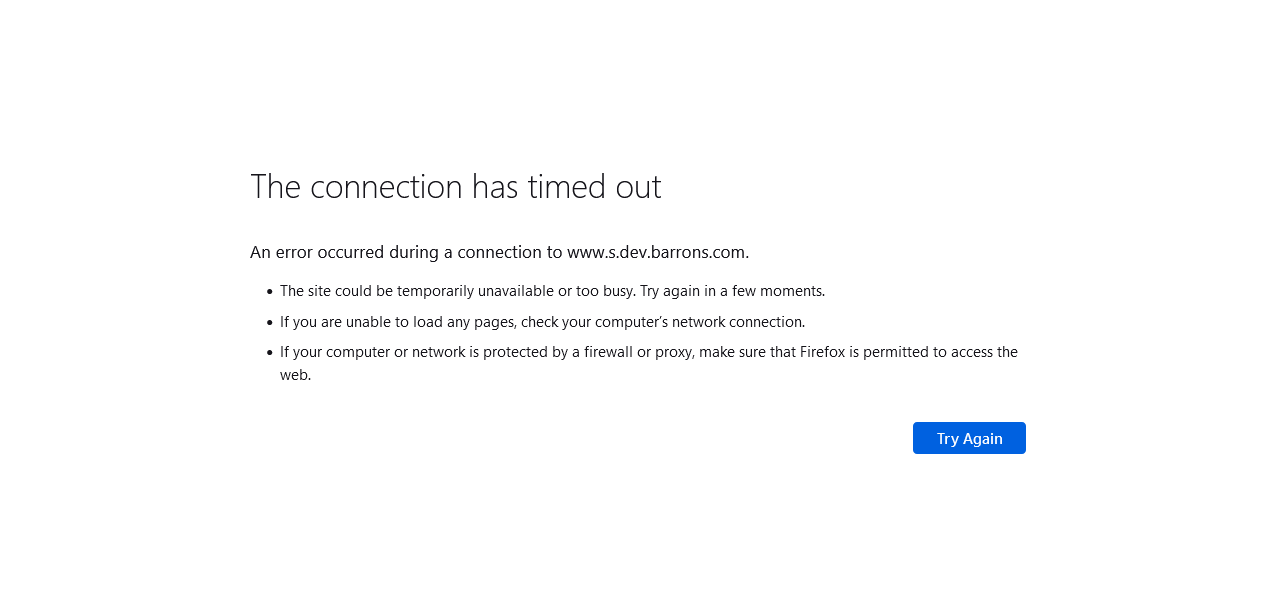 The connection has timed out
An error occurred during a connection to www.s.dev.barrons.com.
• The site could be temporarily unavailable or too busy. Try again in a few moments.
• If you are unable to load any pages, check your computer’s network connection.
• If your computer or network is protected by a firewall or proxy, make sure that Firefox is permitted to access the
web.
Try Again